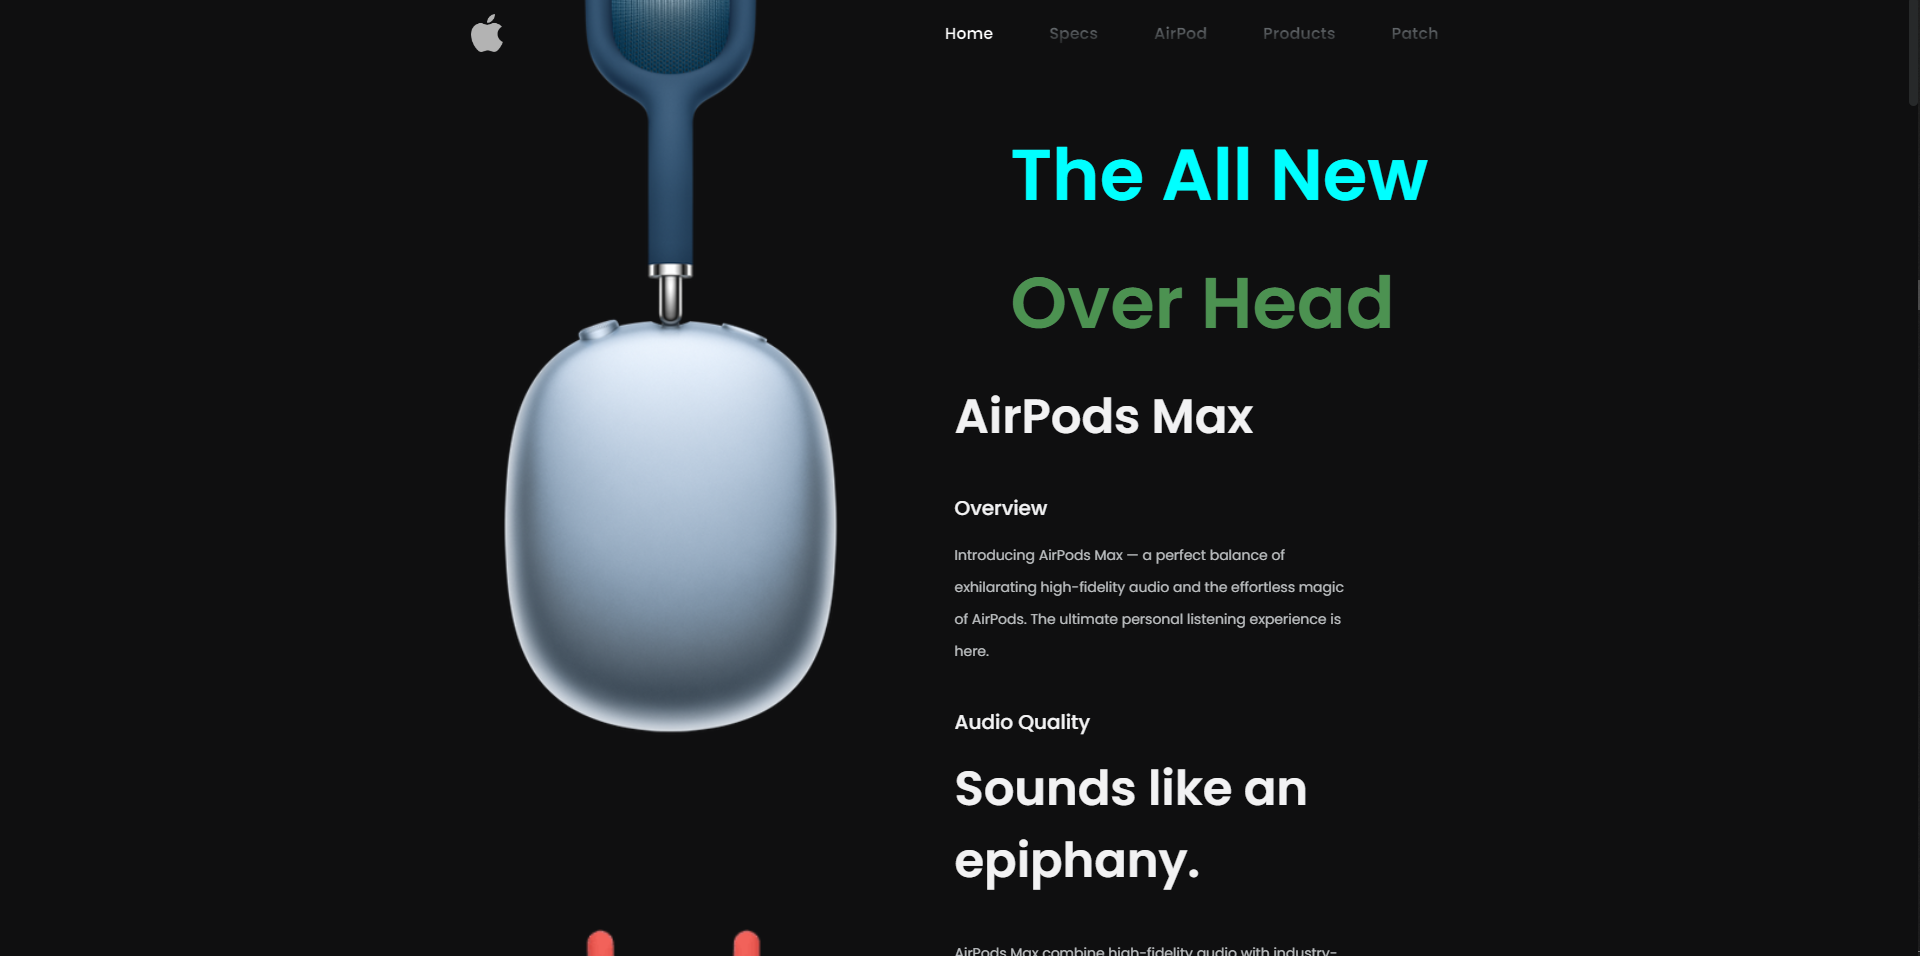 Home Specs AirPod Products Patch
The All New
Over Head
AirPods Max
Overview
Introducing AirPods Max — a perfect balance of
exhilarating high-fidelity audio and the effortless magic
of AirPods. The ultimate personal listening experience is
here.
Audio Quality
Sounds like an
epiphany.
AirPods Max combine high-fidelity audio with industry-